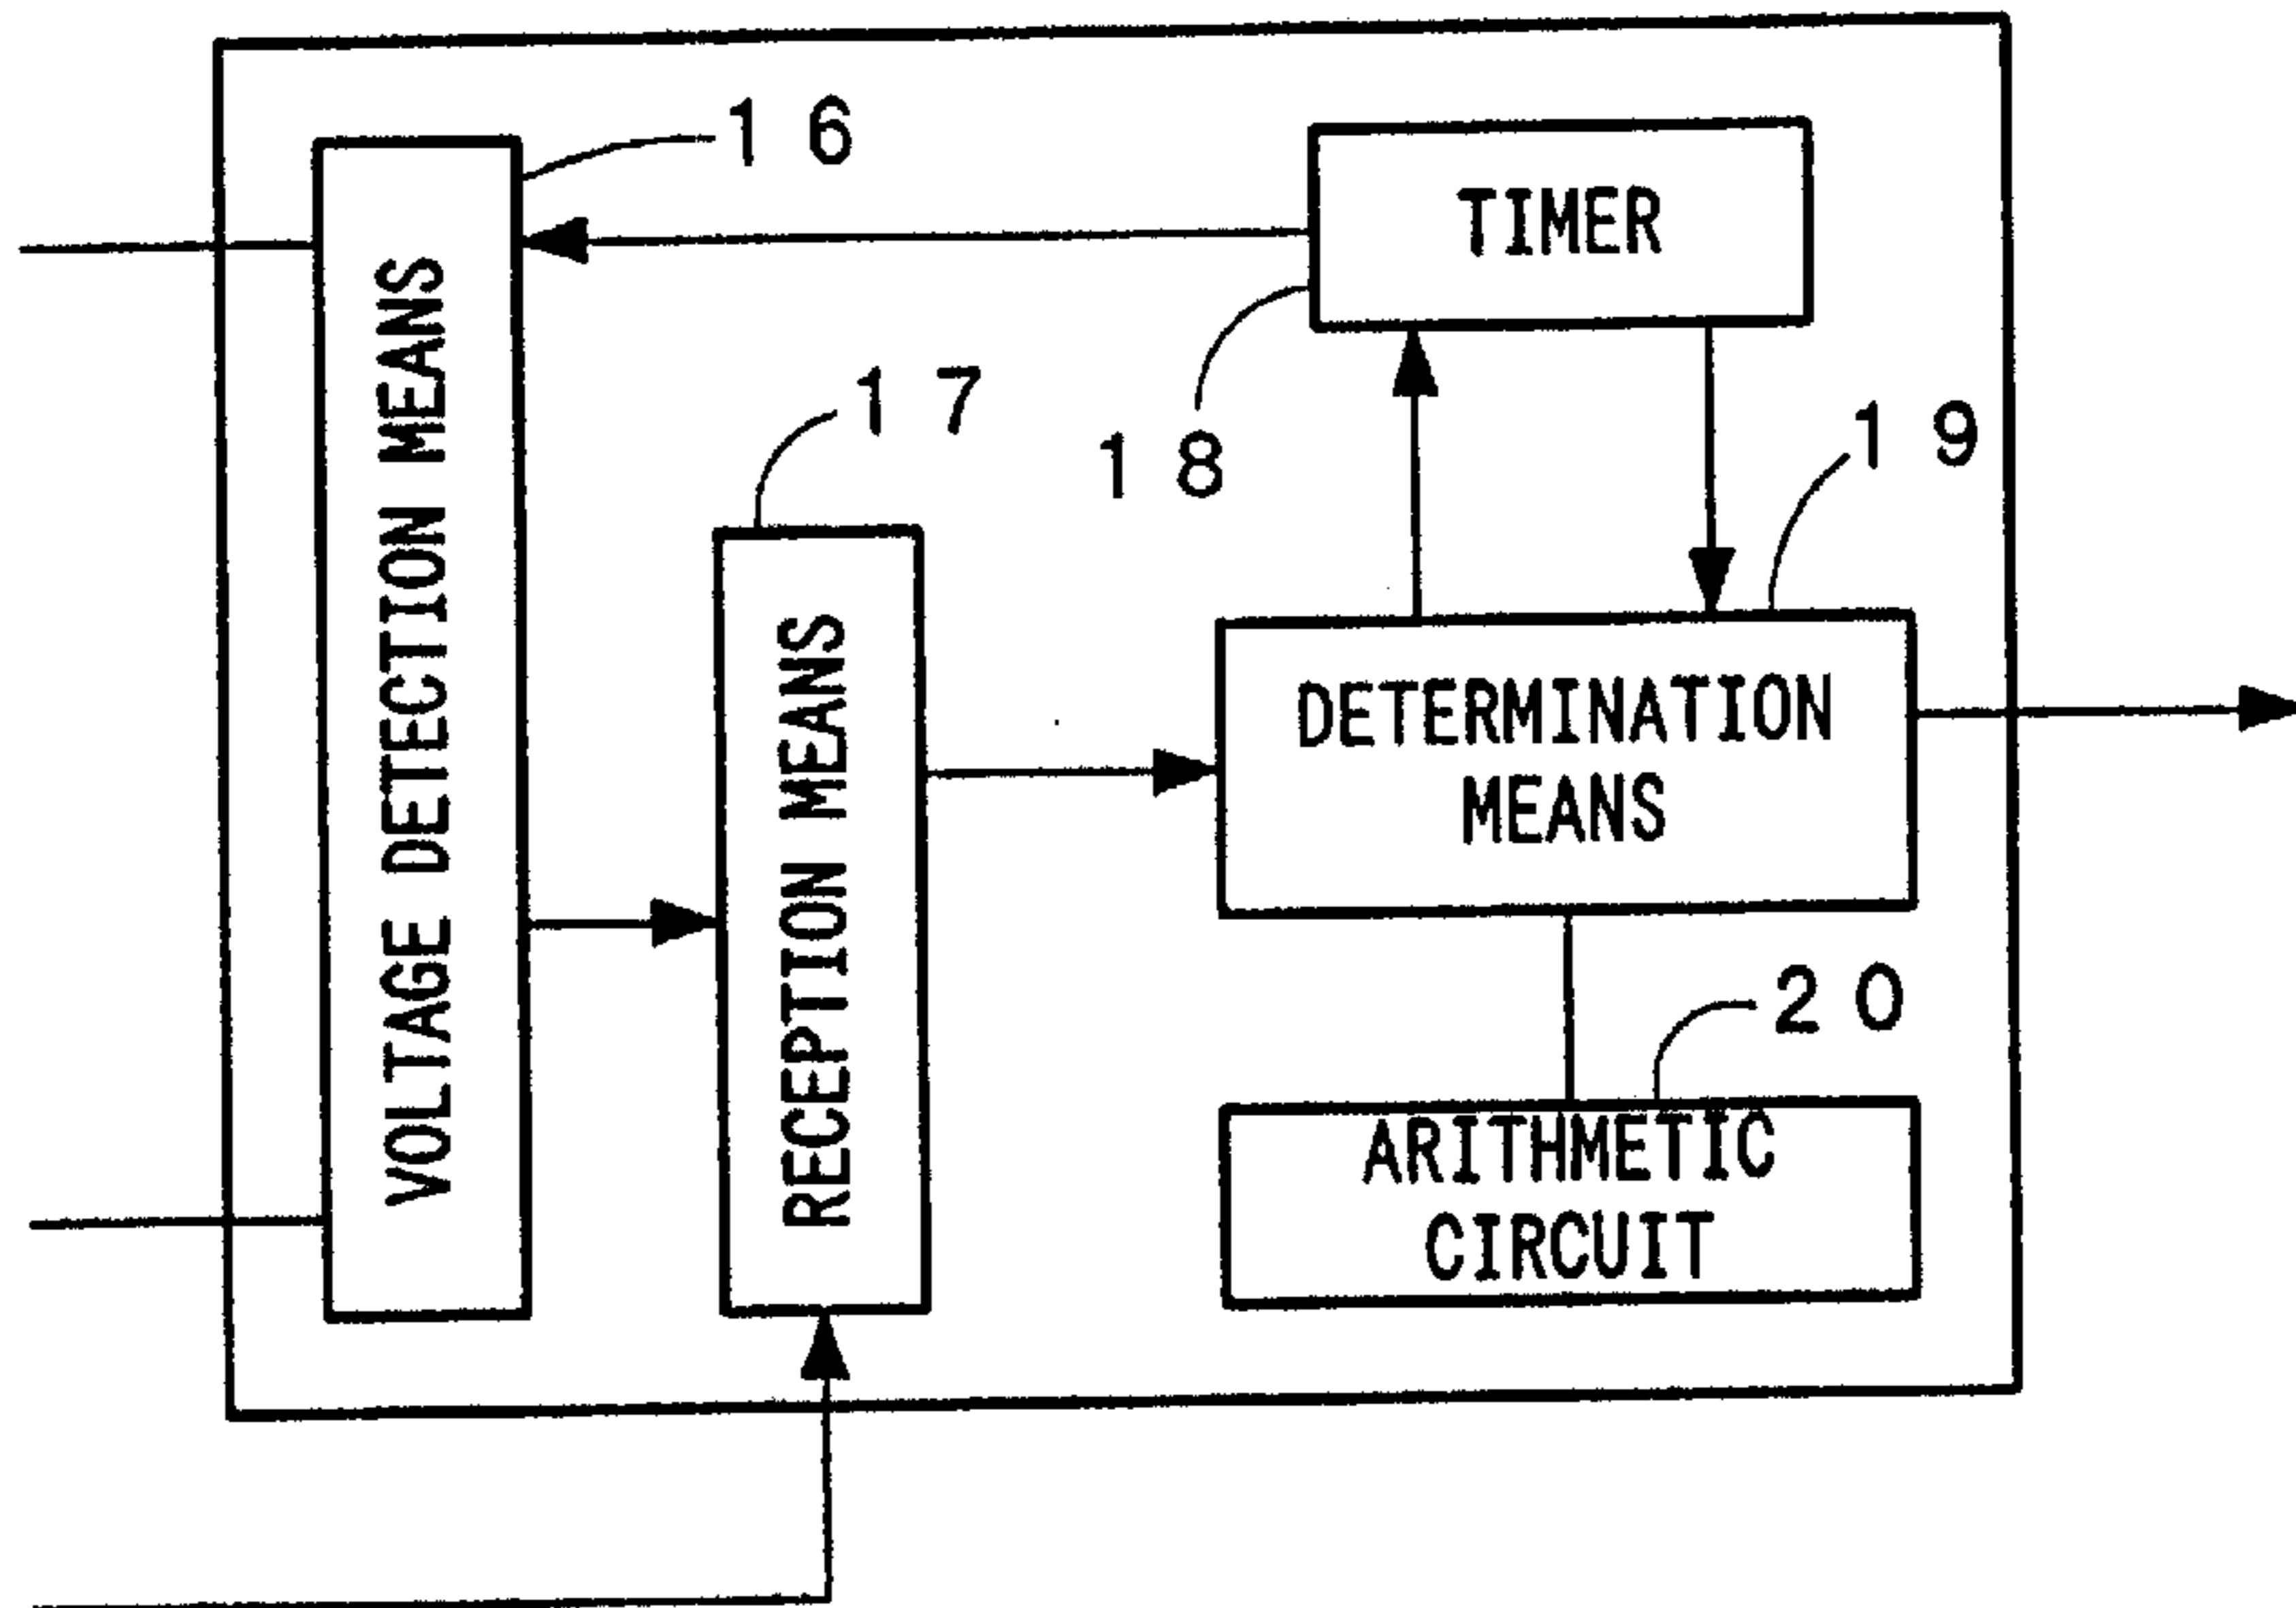 16
TIMER
VOLTAGE DETECTION MEANS
17
18
19
RECEPTION MEANS
DETERMINATION
MEANS
20
ARITHMETIC
CIRCUIT